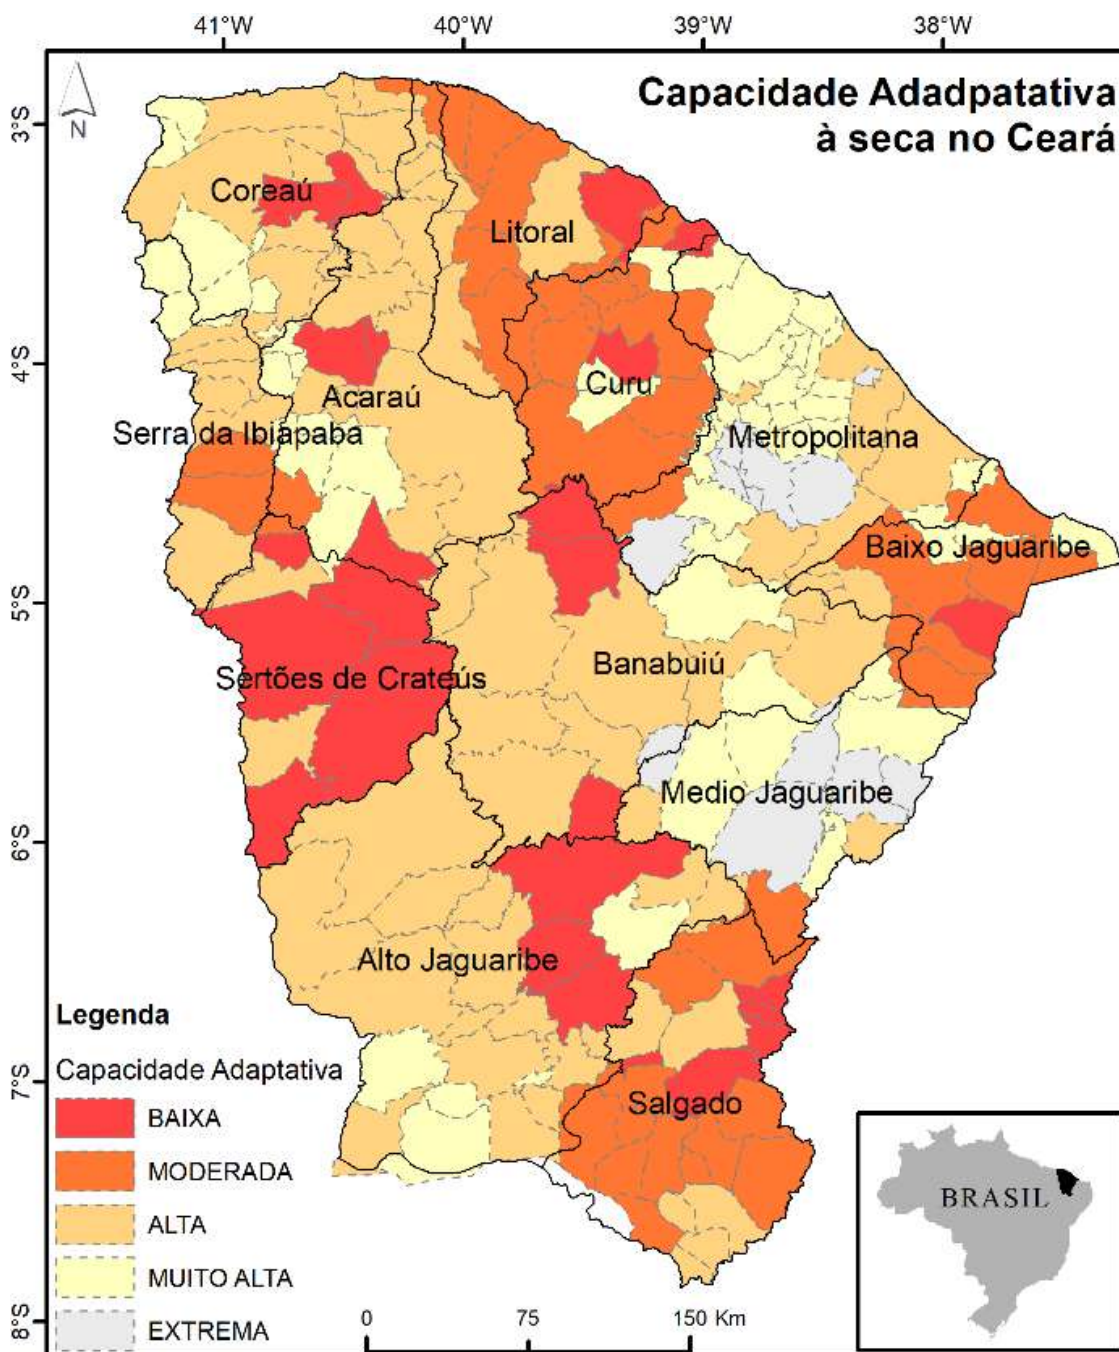 41°W 40°W 39°W 38°W
Capacidade Adadpatativa
à seca no Ceará
N
3°S
Coreaú
Litoral
4°S
Curu
Acaraú
Serra da Ibiapaba
Metropolitana
Baixo Jaguaribe
5°S
Sertões de Crateús
Banabuiú
Medio Jaguaribe
6°S
Alto Jaguaribe
Legenda
Capacidade Adaptativa
7°S
BAIXA
Salgado
MODERADA
BRASIL
ALTA
MUITO ALTA
8°S
EXTREMA
0 75 150 Km